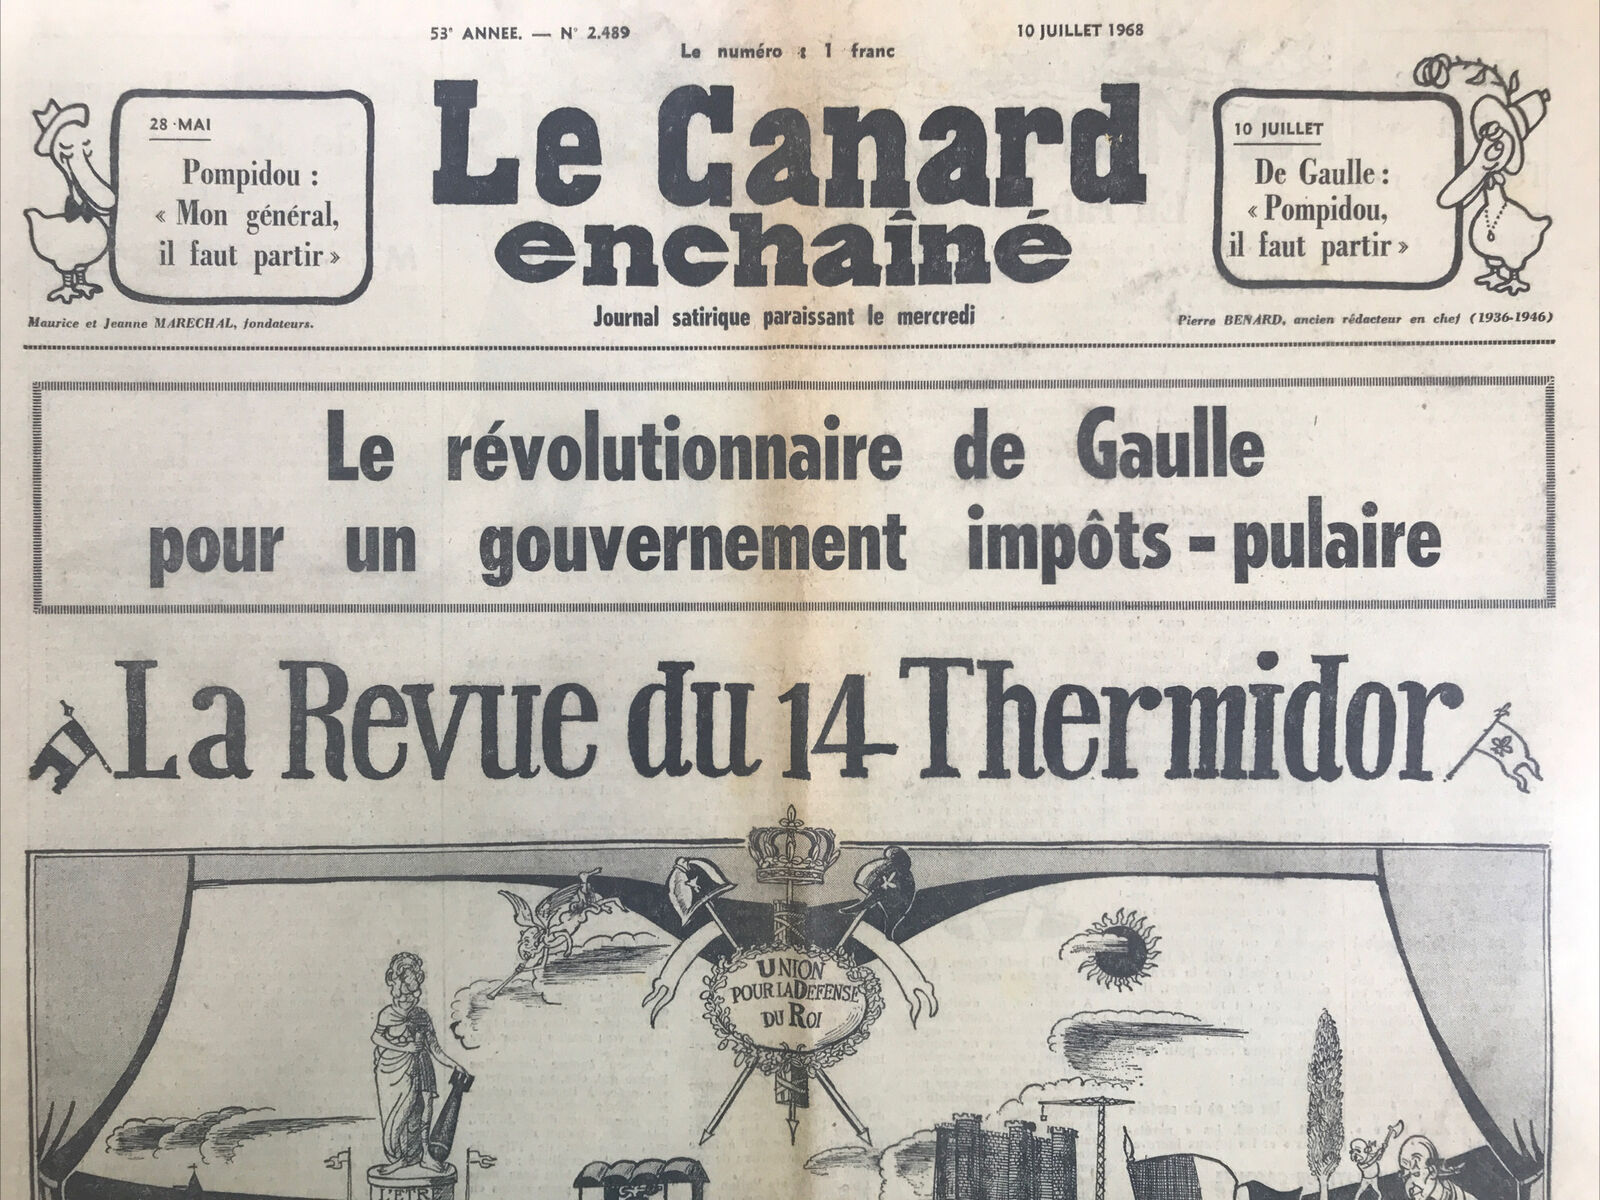 53e ANNEE. — N° 2.489
10 JUILLET 1968
Le numéro : 1 franc
28 MAI
Pompidou :
« Mon général,
il faut partir »
Le Canard
enchaîné
10 JUILLET
De Gaulle :
« Pompidou,
il faut partir »
Journal satirique paraissant le mercredi
Maurice et Jeanne MARECHAL, fondateurs.
Pierre BENARD, ancien rédacteur en chef (1936-1946)
Le révolutionnaire de Gaulle
pour un gouvernement impôts - pulaire
La Revue du 14 Thermidor
UNION
POUR LA DEFENSE
DU ROI
L'ETRE